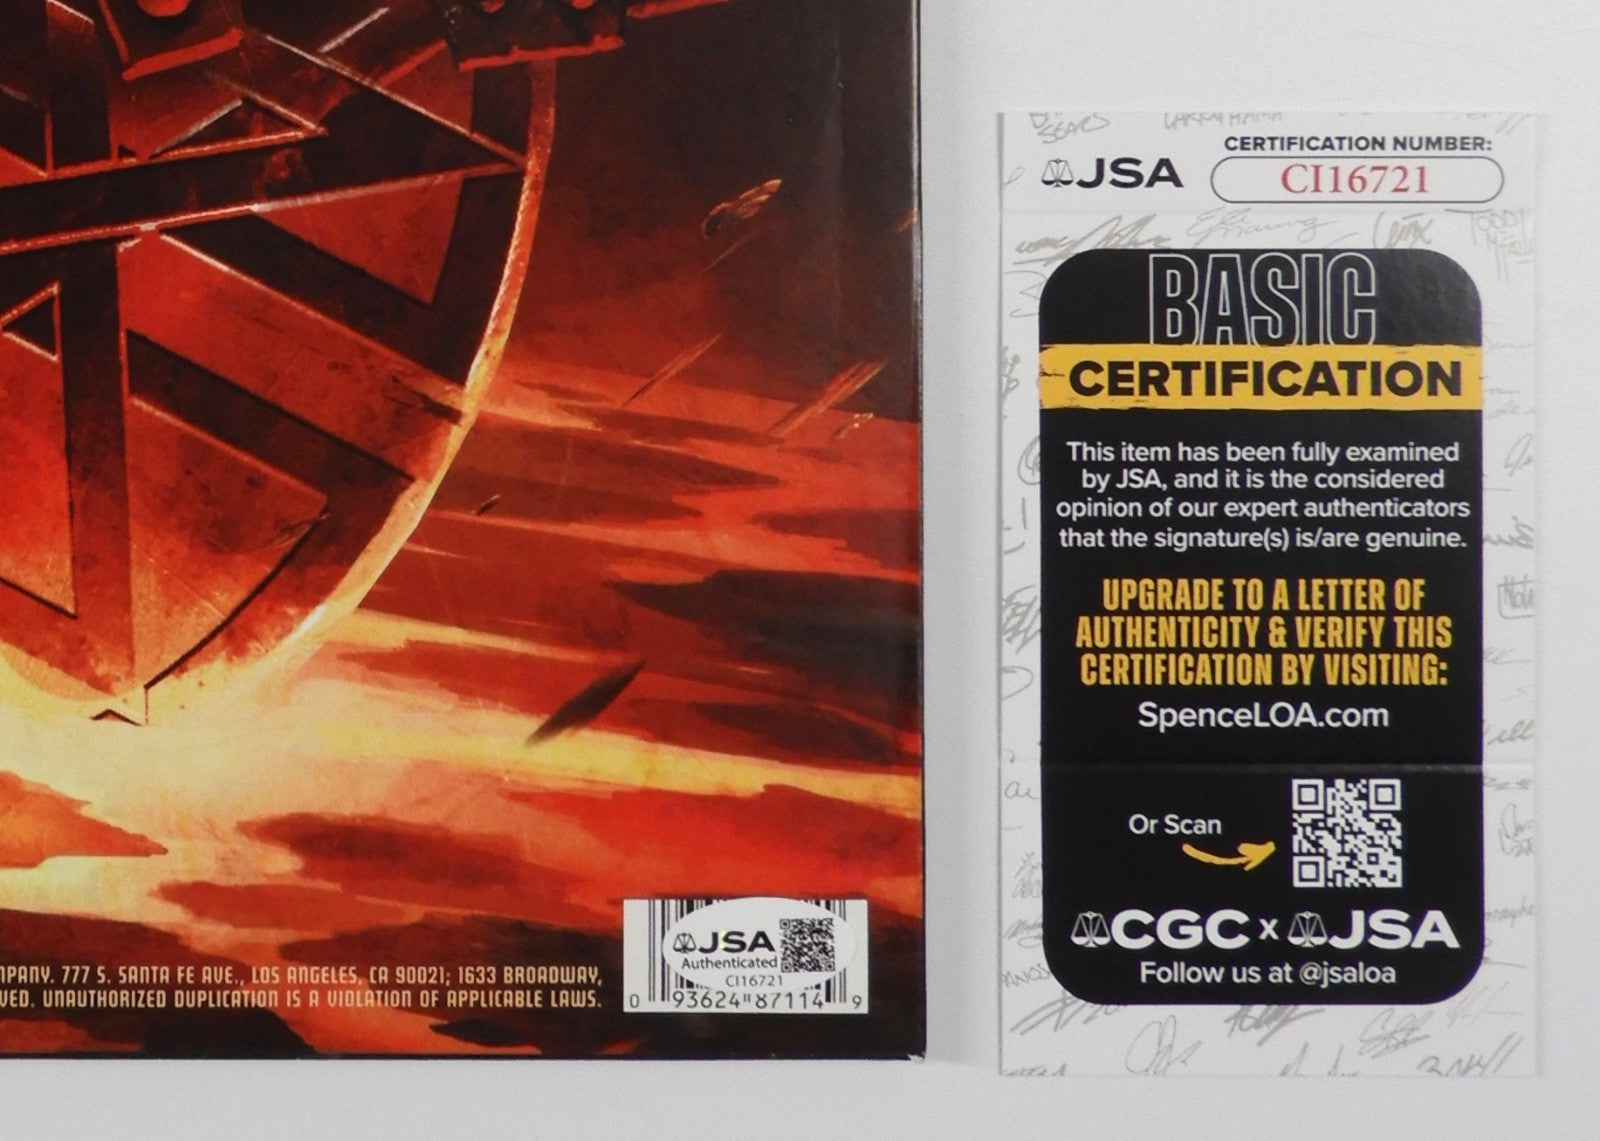 JSA
CERTIFICATION NUMBER:
CI16721
BASIC
CERTIFICATION
This item has been fully examined
by JSA, and it is the considered
opinion of our expert authenticators
that the signature(s) is/are genuine.
UPGRADE TO A LETTER OF
AUTHENTICITY & VERIFY THIS
CERTIFICATION BY VISITING:
SpenceLOA.com
Or Scan
CGC x JSA
Follow us at @jsaloa
JSA
Authenticated
CI16721
0 93624 87114 9
MPANY. 777 S. SANTA FE AVE., LOS ANGELES, CA 90021; 1633 BROADWAY,
VED. UNAUTHORIZED DUPLICATION IS A VIOLATION OF APPLICABLE LAWS.